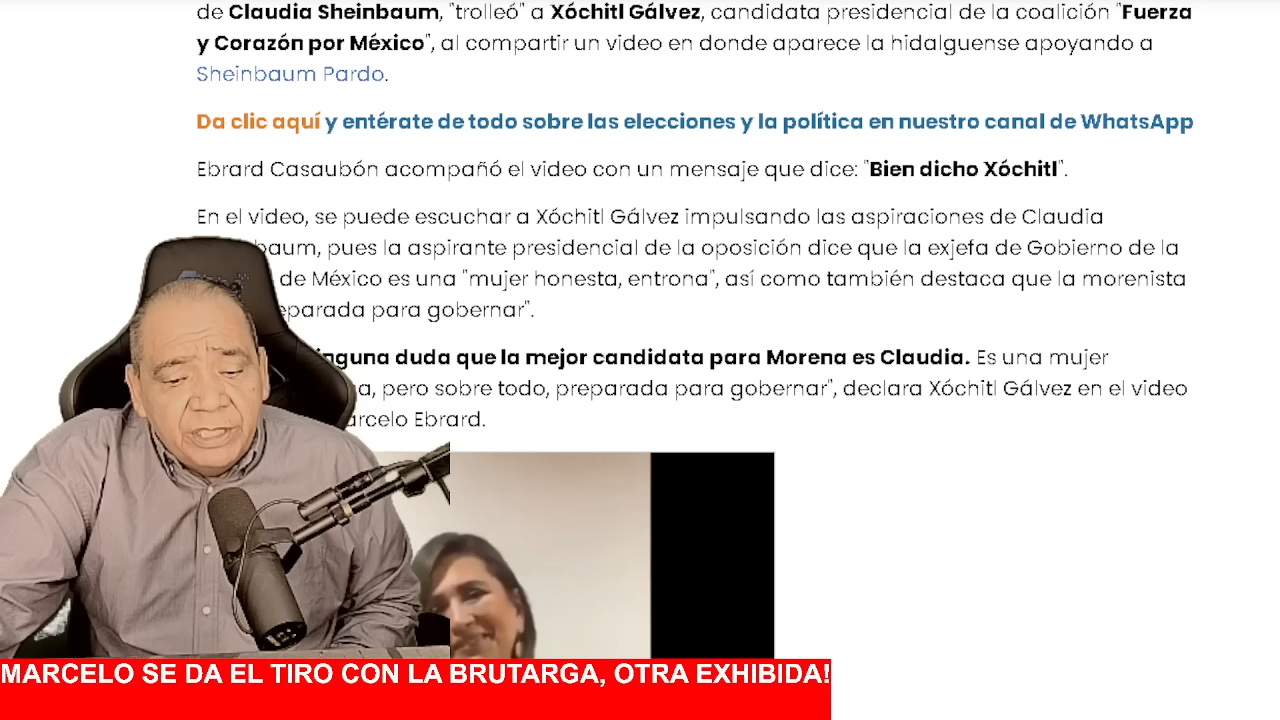 de Claudia Sheinbaum, "trolleó" a Xóchitl Gálvez, candidata presidencial de la coalición "Fuerza
y Corazón por México", al compartir un video en donde aparece la hidalguense apoyando a
Sheinbaum Pardo.
Da clic aquí y entérate de todo sobre las elecciones y la política en nuestro canal de WhatsApp
Ebrard Casaubón acompañó el video con un mensaje que dice: "Bien dicho Xóchitl".
En el video, se puede escuchar a Xóchitl Gálvez impulsando las aspiraciones de Claudia
pues la aspirante presidencial de la oposición dice que la exjefa de Gobierno de la
de México es una "mujer honesta, entrona", así como también destaca que la morenista
para gobernar".
duda que la mejor candidata para Morena es Claudia. Es una mujer
pero sobre todo, preparada para gobernar", declara Xóchitl Gálvez en el video
Ebrard.
MARCELO SE DA EL TIRO CON LA BRUTARGA, OTRA EXHIBIDA!